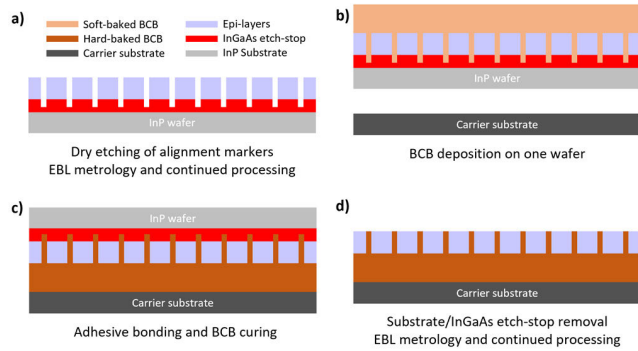 a)
Soft-baked BCB
Epi-layers
Hard-baked BCB
InGaAs etch-stop
Carrier substrate
InP Substrate
InP wafer
Dry etching of alignment markers
EBL metrology and continued processing
b)
InP wafer
Carrier substrate
BCB deposition on one wafer
c)
InP wafer
Carrier substrate
Adhesive bonding and BCB curing
d)
Carrier substrate
Substrate/InGaAs etch-stop removal
EBL metrology and continued processing